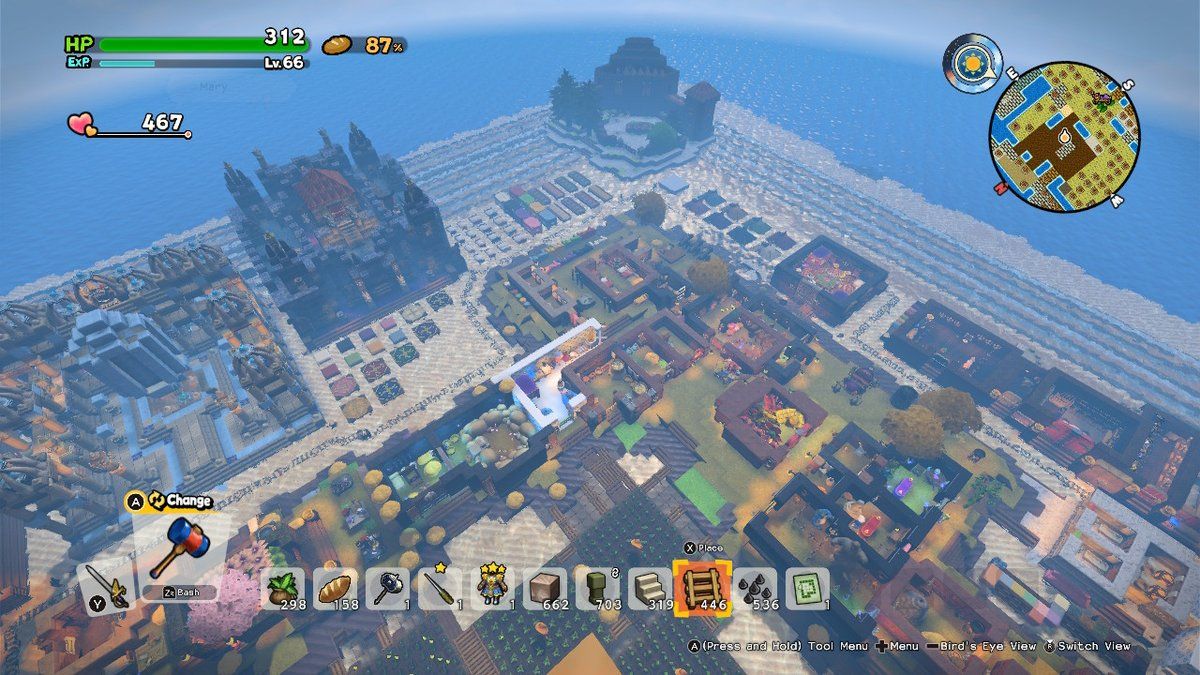 HP 312 87%
EXP. Lv.66
Mary
467
E S
N W
A Change
Y Zr Bash
X Place
298 158 1 1 1 662 8 703 319 446 536 1
A (Press and Hold) Tool Menu Menu Bird's Eye View R Switch View